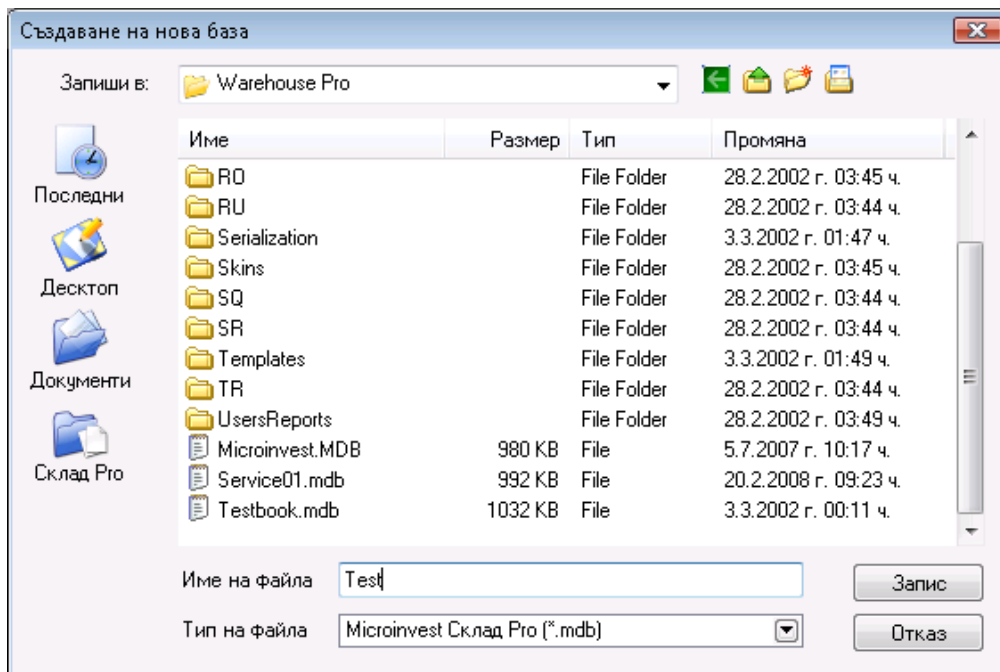 Създаване на нова база
Запиши в: Warehouse Pro
Име Размер Тип Промяна
RO File Folder 28.2.2002 г. 03:45 ч.
RU File Folder 28.2.2002 г. 03:44 ч.
Serialization File Folder 3.3.2002 г. 01:47 ч.
Skins File Folder 28.2.2002 г. 03:45 ч.
SQ File Folder 28.2.2002 г. 03:44 ч.
SR File Folder 28.2.2002 г. 03:44 ч.
Templates File Folder 3.3.2002 г. 01:49 ч.
TR File Folder 28.2.2002 г. 03:44 ч.
UsersReports File Folder 28.2.2002 г. 03:49 ч.
Microinvest.MDB 980 KB File 5.7.2007 г. 10:17 ч.
Service01.mdb 992 KB File 20.2.2008 г. 09:23 ч.
Testbook.mdb 1032 KB File 3.3.2002 г. 00:11 ч.
Последни
Десктоп
Документи
Склад Pro
Име на файла Test
Запис
Тип на файла Microinvest Склад Pro (*.mdb)
Отказ